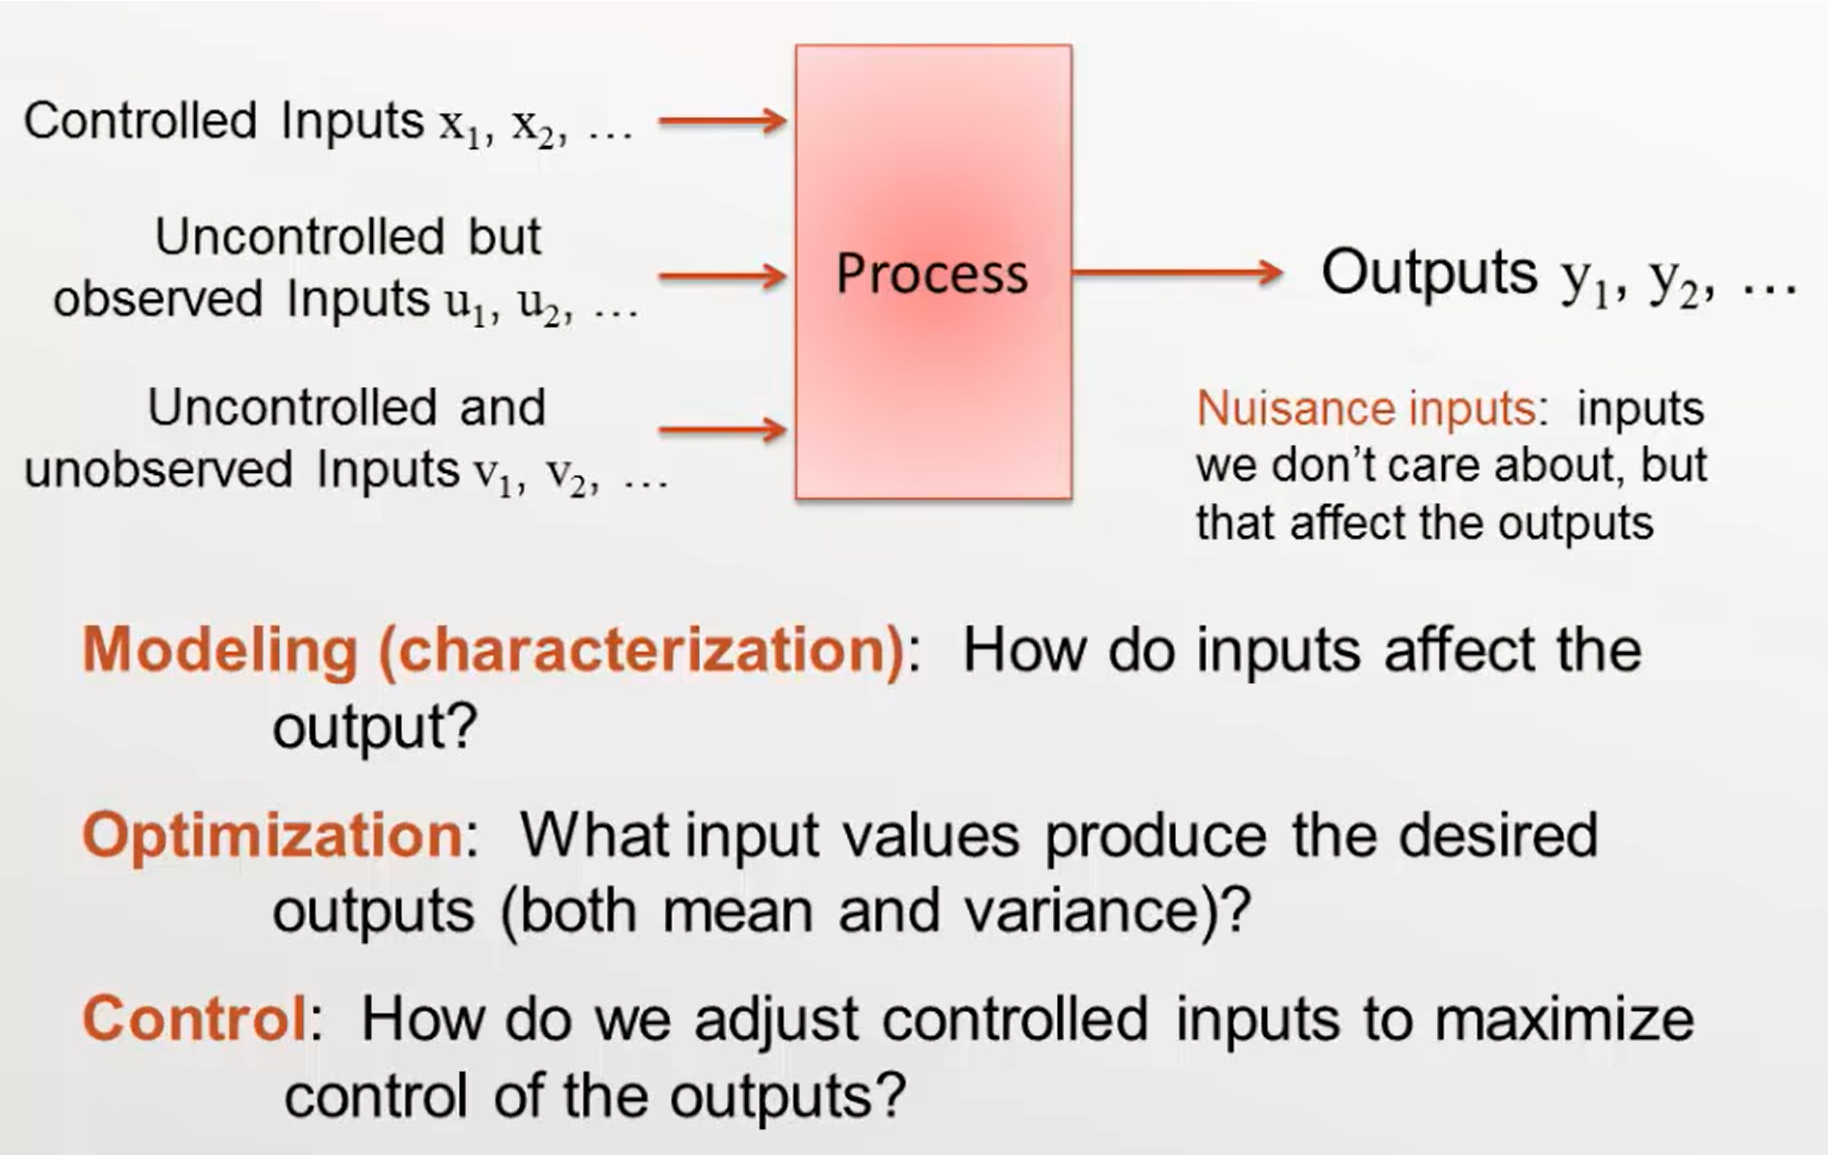 Controlled Inputs x₁, x₂, …
Uncontrolled but
observed Inputs u₁, u₂, …
Uncontrolled and
unobserved Inputs v₁, v₂, …
Process
Outputs y₁, y₂, …
Nuisance inputs: inputs
we don’t care about, but
that affect the outputs
Modeling (characterization): How do inputs affect the
output?
Optimization: What input values produce the desired
outputs (both mean and variance)?
Control: How do we adjust controlled inputs to maximize
control of the outputs?